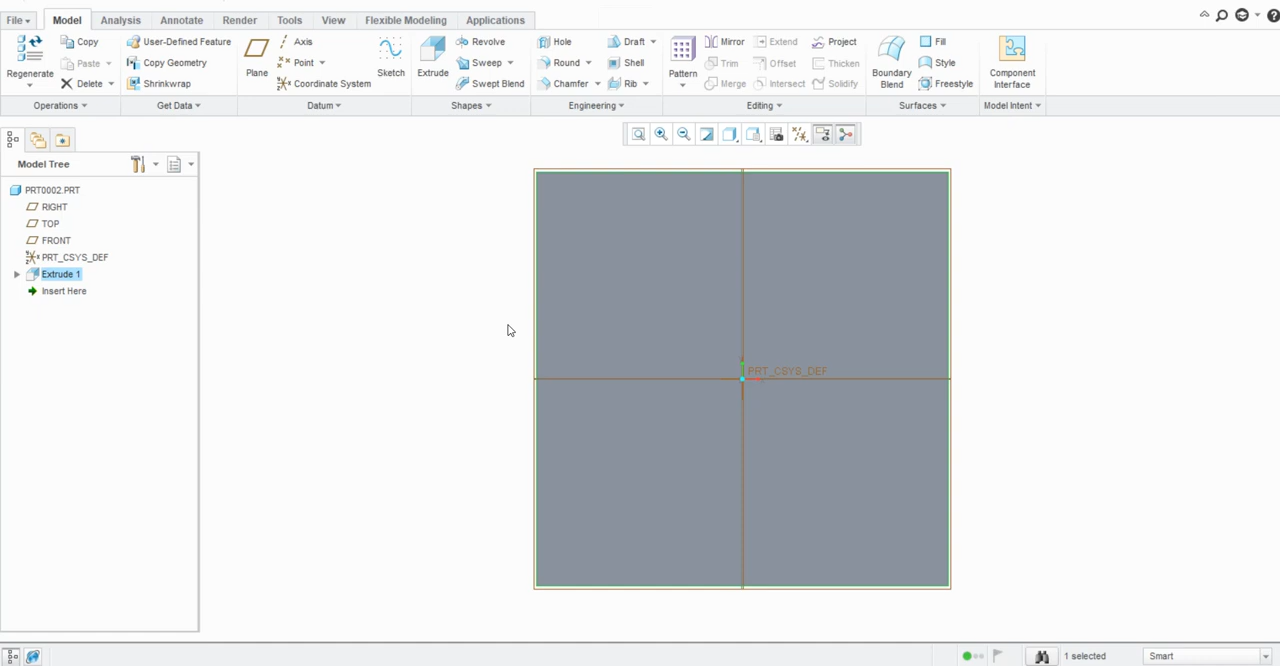 File Model Analysis Annotate Render Tools View Flexible Modeling Applications
Regenerate Copy Paste Delete
User-Defined Feature Copy Geometry Shrinkwrap
Plane Axis Point Coordinate System Sketch
Extrude Revolve Sweep Swept Blend
Hole Round Chamfer Draft Shell Rib
Pattern Mirror Trim Merge Extend Offset Intersect Project Thicken Solidify
Boundary Blend Fill Style Freestyle
Component Interface
Operations Get Data Datum Shapes Engineering Editing Surfaces Model Intent
Model Tree
PRT0002.PRT
RIGHT
TOP
FRONT
PRT_CSYS_DEF
Extrude 1
Insert Here
PRT_CSYS_DEF
1 selected Smart